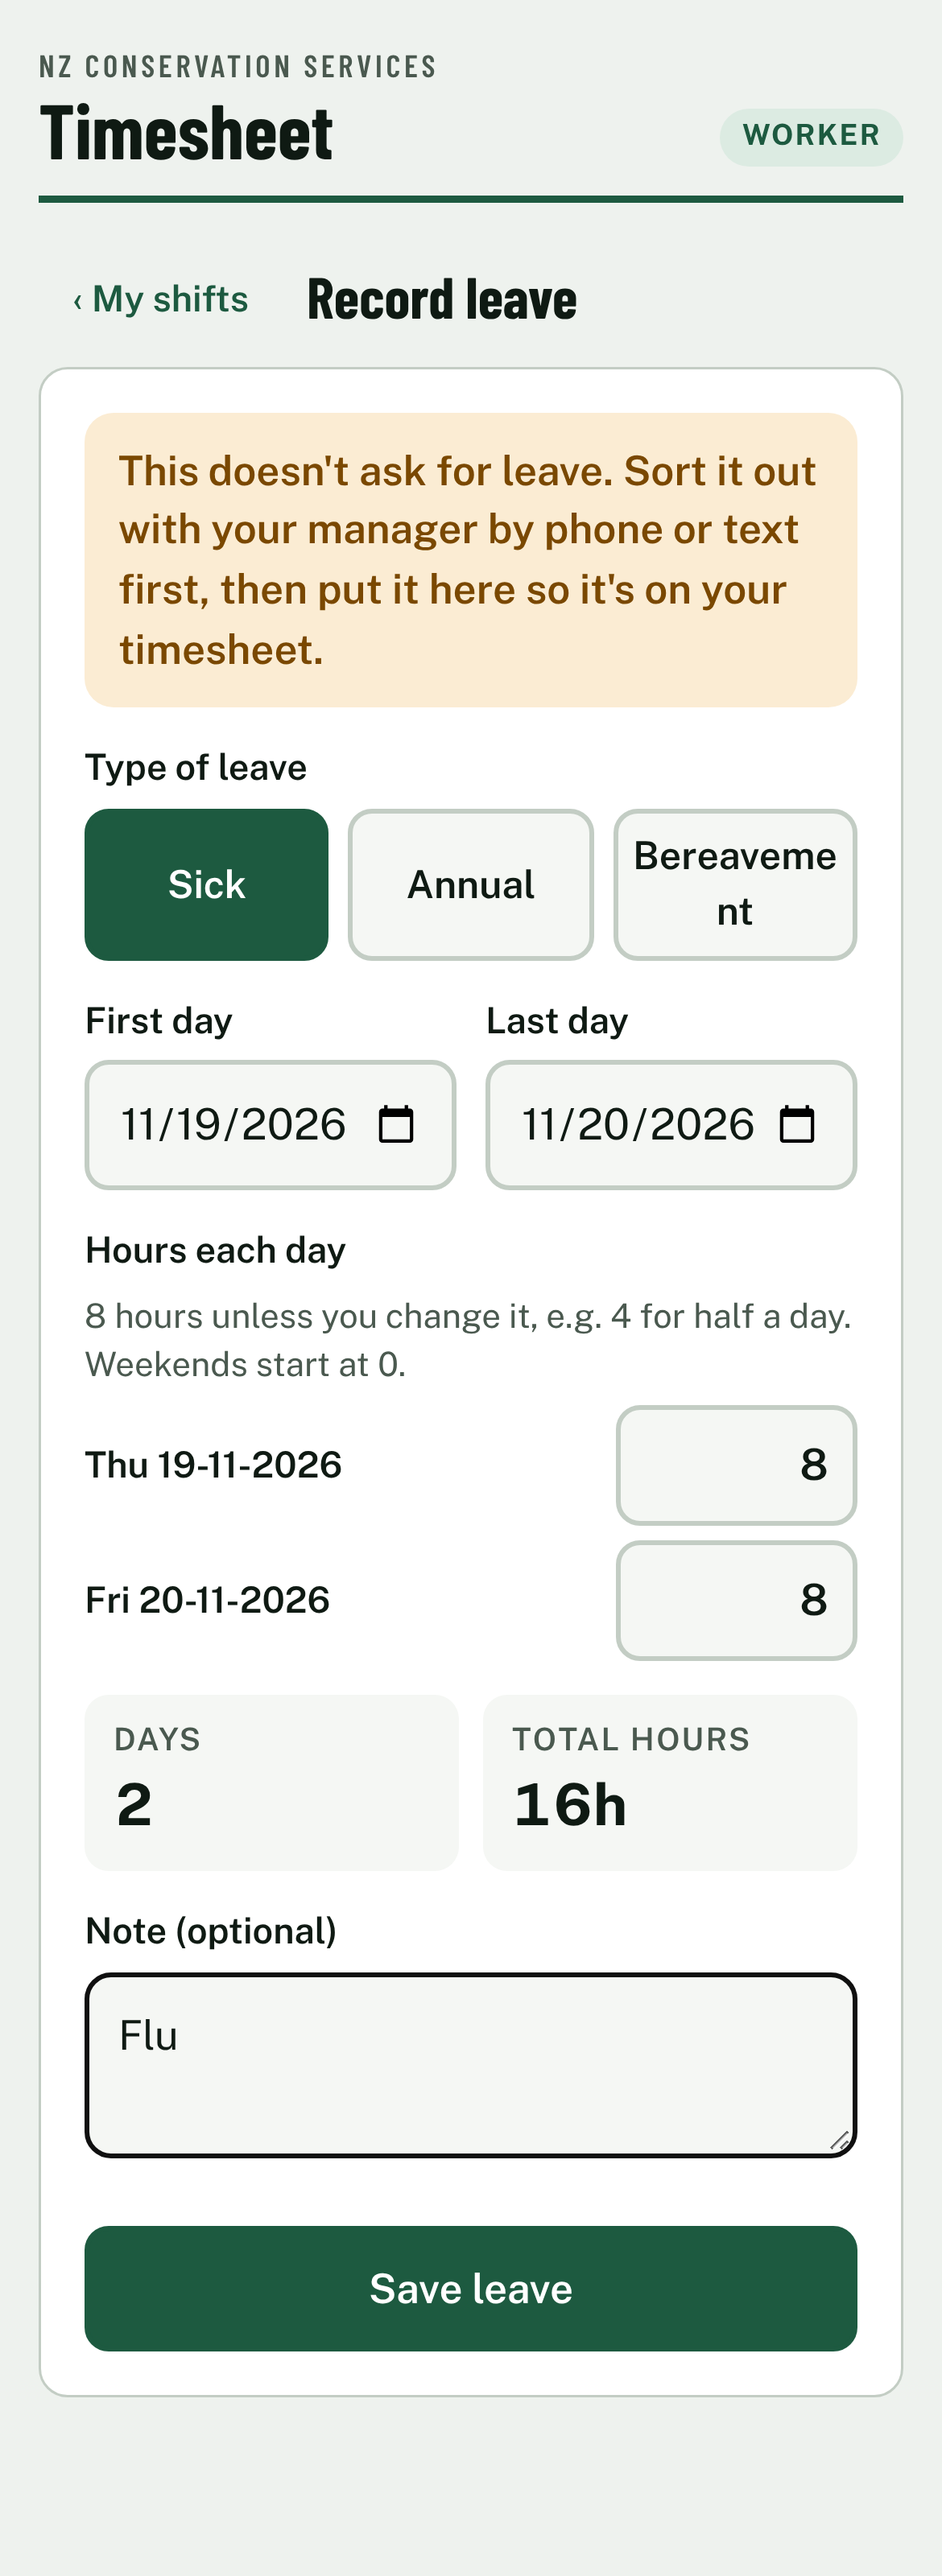 NZ CONSERVATION SERVICES
Timesheet
WORKER
‹ My shifts
Record leave
This doesn't ask for leave. Sort it out
with your manager by phone or text
first, then put it here so it's on your
timesheet.
Type of leave
Sick
Annual
Bereaveme
nt
First day
Last day
11/19/2026
11/20/2026
Hours each day
8 hours unless you change it, e.g. 4 for half a day.
Weekends start at 0.
Thu 19-11-2026
8
Fri 20-11-2026
8
DAYS
2
TOTAL HOURS
16h
Note (optional)
Flu
Save leave